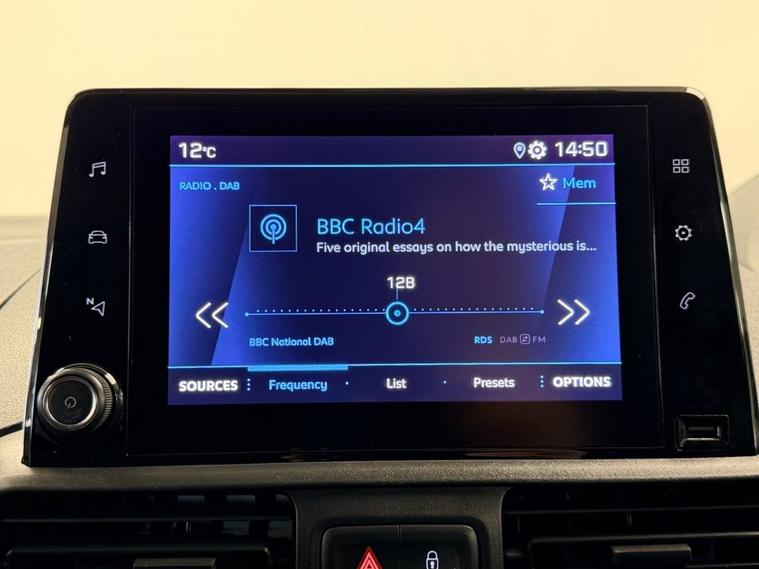 12°C
14:50
RADIO . DAB
Mem
BBC Radio4
Five original essays on how the mysterious is...
12B
BBC National DAB
RDS DAB FM
SOURCES Frequency List Presets OPTIONS
N